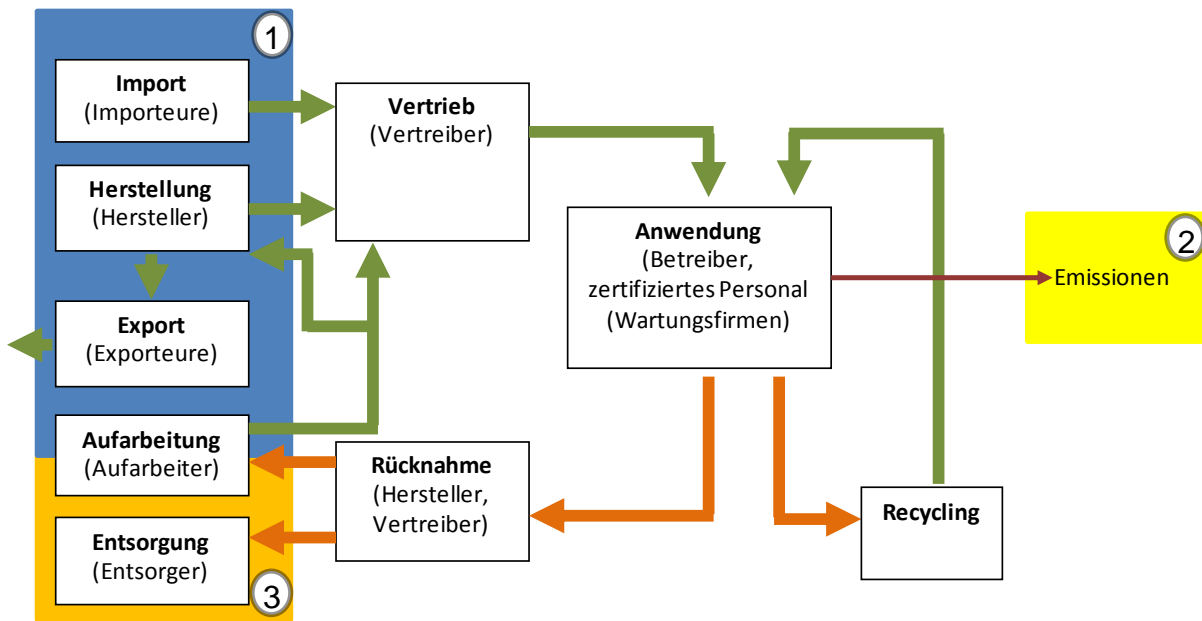 1
Import
(Importeure)
Herstellung
(Hersteller)
Export
(Exporteure)
Aufarbeitung
(Aufarbeiter)
Entsorgung
(Entsorger)
3
Vertrieb
(Vertreiber)
Rücknahme
(Hersteller,
Vertreiber)
Anwendung
(Betreiber,
zertifiziertes Personal
(Wartungsfirmen)
Recycling
2
Emissionen